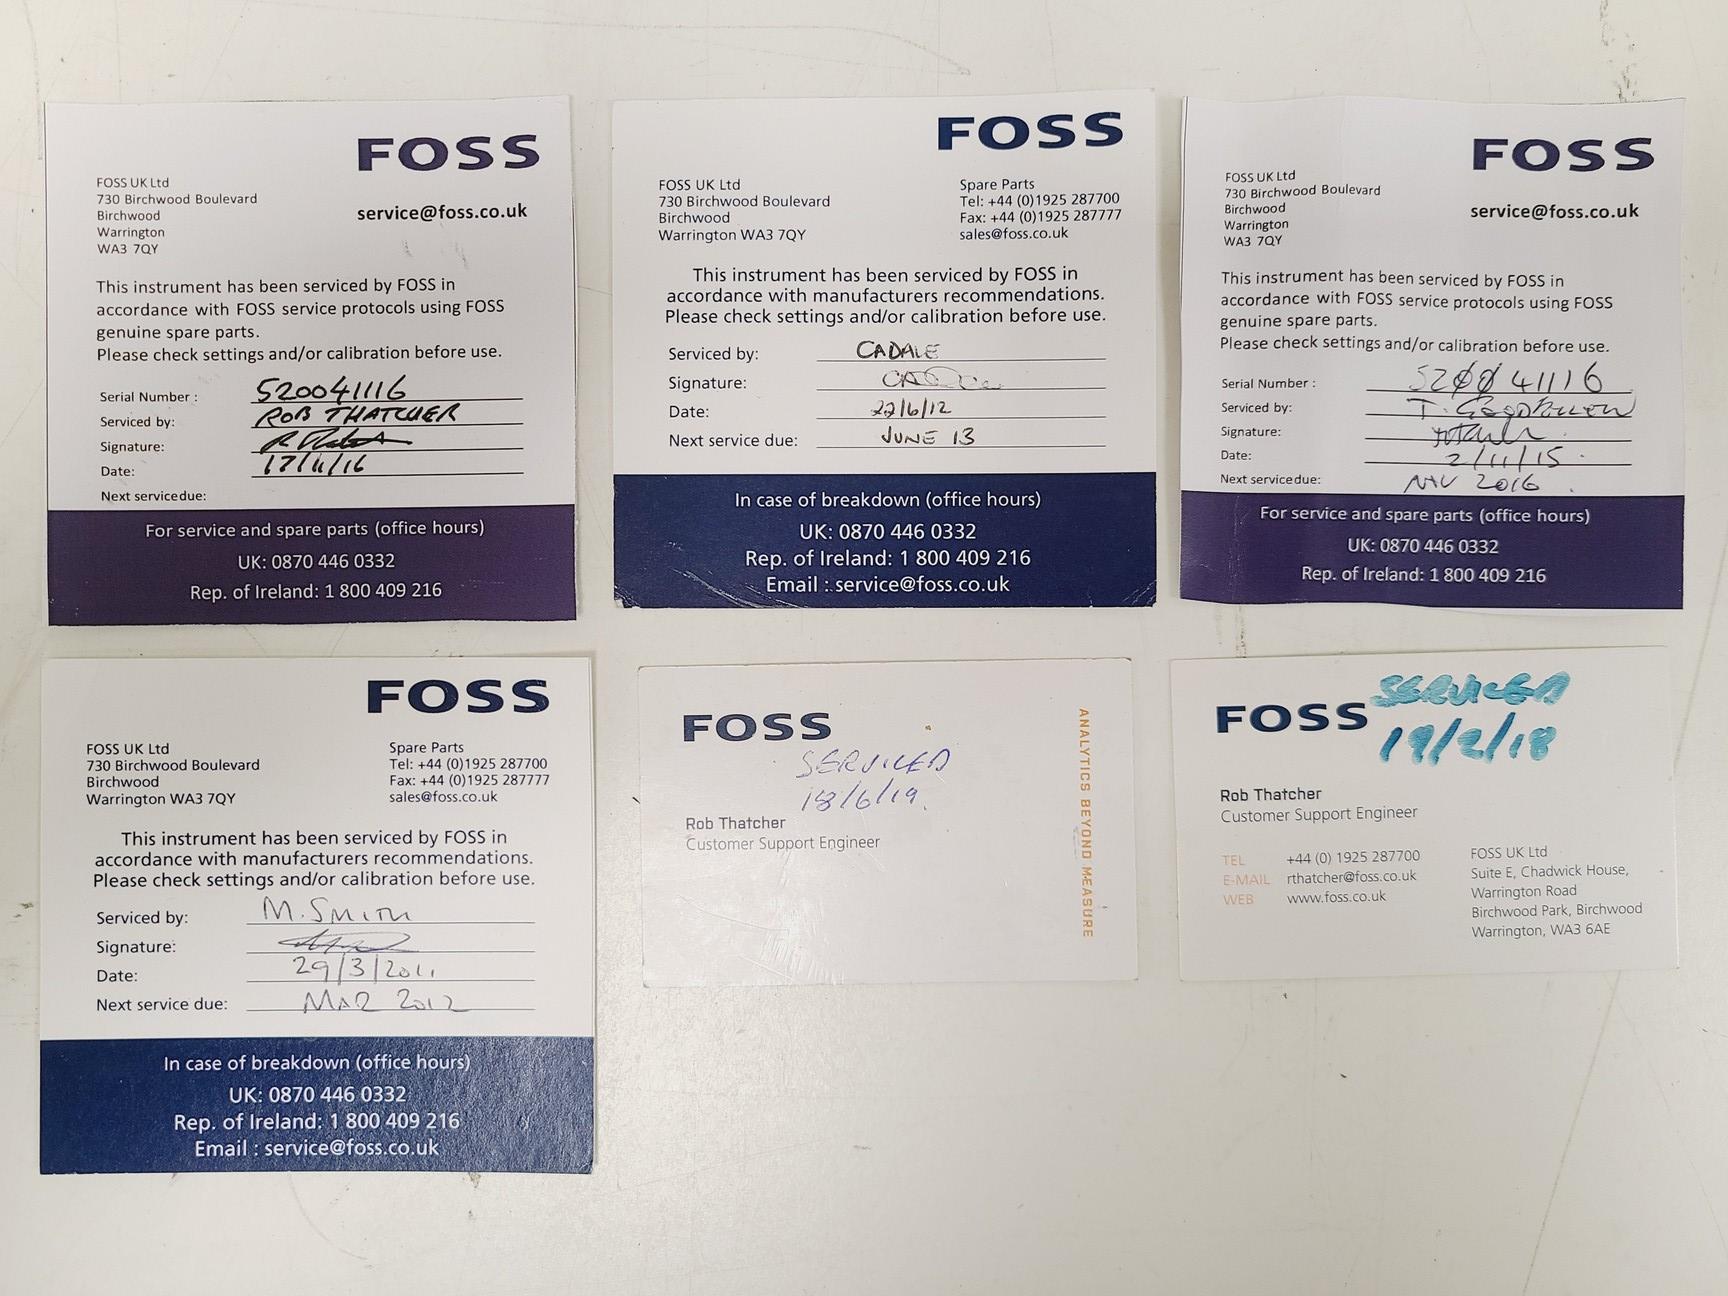 FOSS
FOSS UK Ltd
730 Birchwood Boulevard
Birchwood
Warrington
WA3 7QY
service@foss.co.uk
This instrument has been serviced by FOSS in
accordance with FOSS service protocols using FOSS
genuine spare parts.
Please check settings and/or calibration before use.
Serial Number : 520041116
Serviced by: ROB THATCHER
Signature:
Date: 17/11/16
Next service due:
For service and spare parts (office hours)
UK: 0870 446 0332
Rep. of Ireland: 1 800 409 216
FOSS
FOSS UK Ltd
730 Birchwood Boulevard
Birchwood
Warrington WA3 7QY
Spare Parts
Tel: +44 (0)1925 287700
Fax: +44 (0)1925 287777
sales@foss.co.uk
This instrument has been serviced by FOSS in
accordance with manufacturers recommendations.
Please check settings and/or calibration before use.
Serviced by: CADALE
Signature:
Date: 22/6/12
Next service due: JUNE 13
In case of breakdown (office hours)
UK: 0870 446 0332
Rep. of Ireland: 1 800 409 216
Email : service@foss.co.uk
FOSS
FOSS UK Ltd
730 Birchwood Boulevard
Birchwood
Warrington
WA3 7QY
service@foss.co.uk
This instrument has been serviced by FOSS in
accordance with FOSS service protocols using FOSS
genuine spare parts.
Please check settings and/or calibration before use.
Serial Number : 520041116
Serviced by: T.
Signature:
Date: 2/11/15
Next service due: NOV 2016
For service and spare parts (office hours)
UK: 0870 446 0332
Rep. of Ireland: 1 800 409 216
FOSS
FOSS UK Ltd
730 Birchwood Boulevard
Birchwood
Warrington WA3 7QY
Spare Parts
Tel: +44 (0)1925 287700
Fax: +44 (0)1925 287777
sales@foss.co.uk
This instrument has been serviced by FOSS in
accordance with manufacturers recommendations.
Please check settings and/or calibration before use.
Serviced by: M. SMITH
Signature:
Date: 29/3/2011
Next service due: MAR 2012
In case of breakdown (office hours)
UK: 0870 446 0332
Rep. of Ireland: 1 800 409 216
Email : service@foss.co.uk
FOSS
SERVICED
18/6/19.
Rob Thatcher
Customer Support Engineer
ANALYTICS BEYOND MEASURE
FOSS
SERVICED
19/2/18
Rob Thatcher
Customer Support Engineer
TEL +44 (0) 1925 287700
E-MAIL rthatcher@foss.co.uk
WEB www.foss.co.uk
FOSS UK Ltd
Suite E, Chadwick House,
Warrington Road
Birchwood Park, Birchwood
Warrington, WA3 6AE